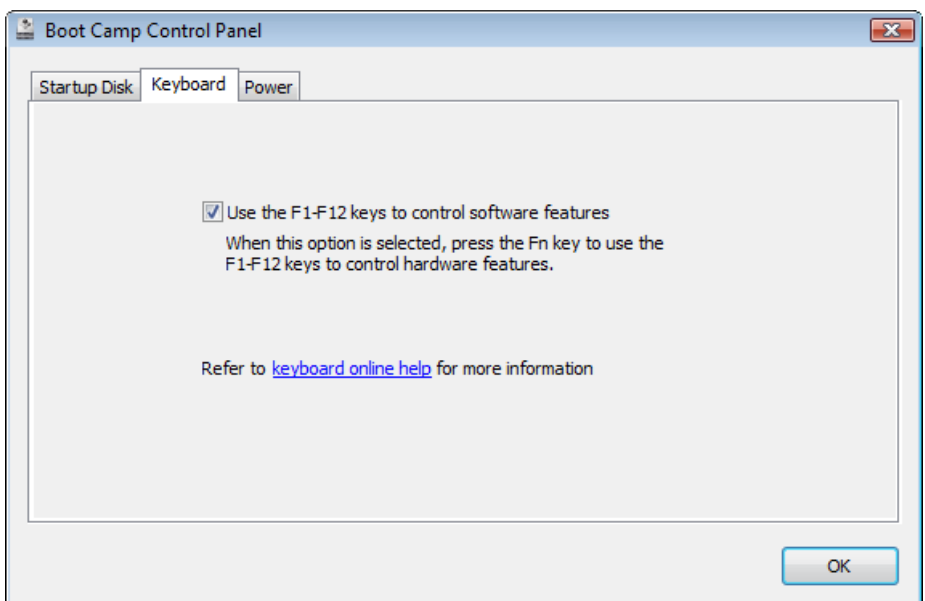 Boot Camp Control Panel
Startup Disk Keyboard Power
Use the F1-F12 keys to control software features
When this option is selected, press the Fn key to use the
F1-F12 keys to control hardware features.
Refer to keyboard online help for more information
OK